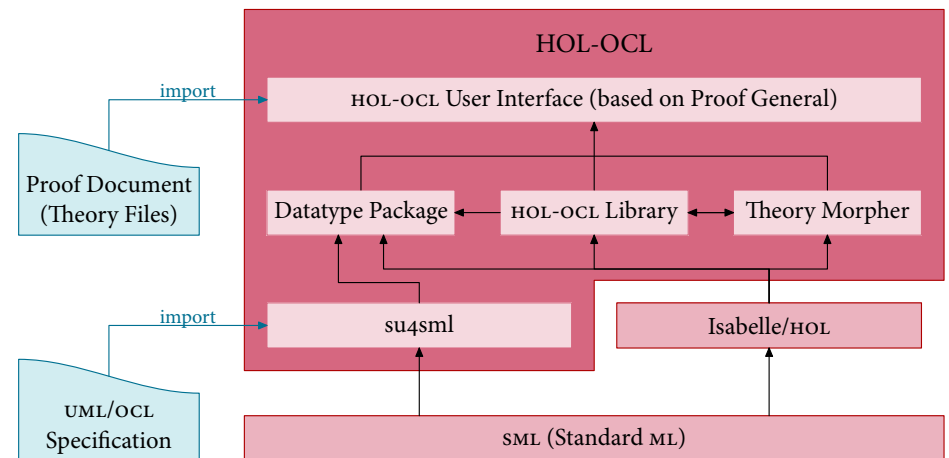 HOL-OCL
import
HOL-OCL User Interface (based on Proof General)
Proof Document
(Theory Files)
Datatype Package
HOL-OCL Library
Theory Morpher
import
su4sml
Isabelle/HOL
UML/OCL
Specification
SML (Standard ML)